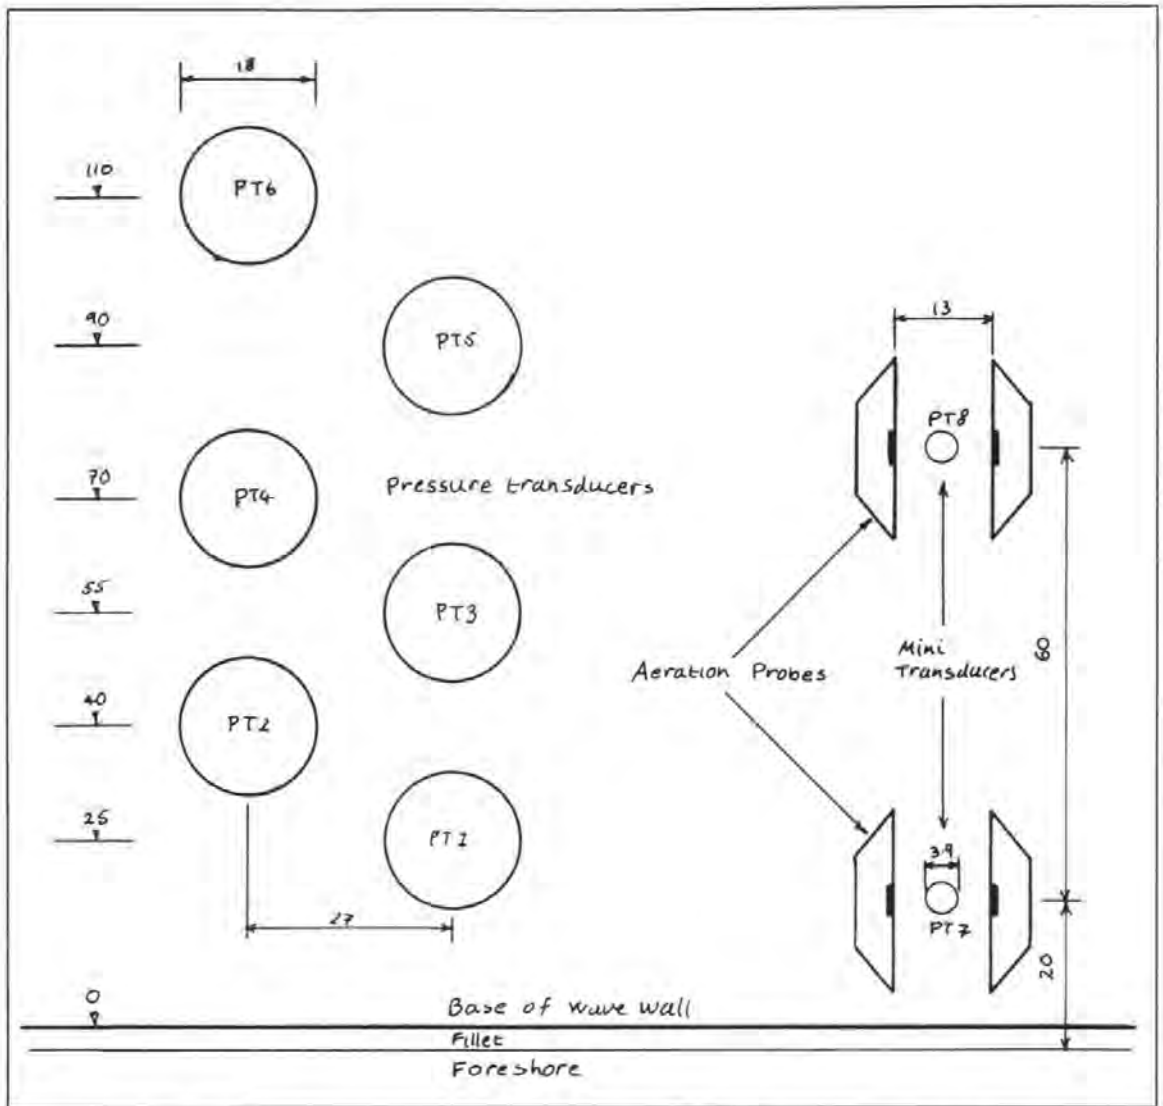 18
110
PT6
90
PT5
13
PT8
70
PT4
Pressure transducers
55
PT3
Aeration Probes
Mini
Transducers
60
40
PT2
25
PT1
3.9
PT7
27
20
0
Base of wave wall
Fillet
Foreshore